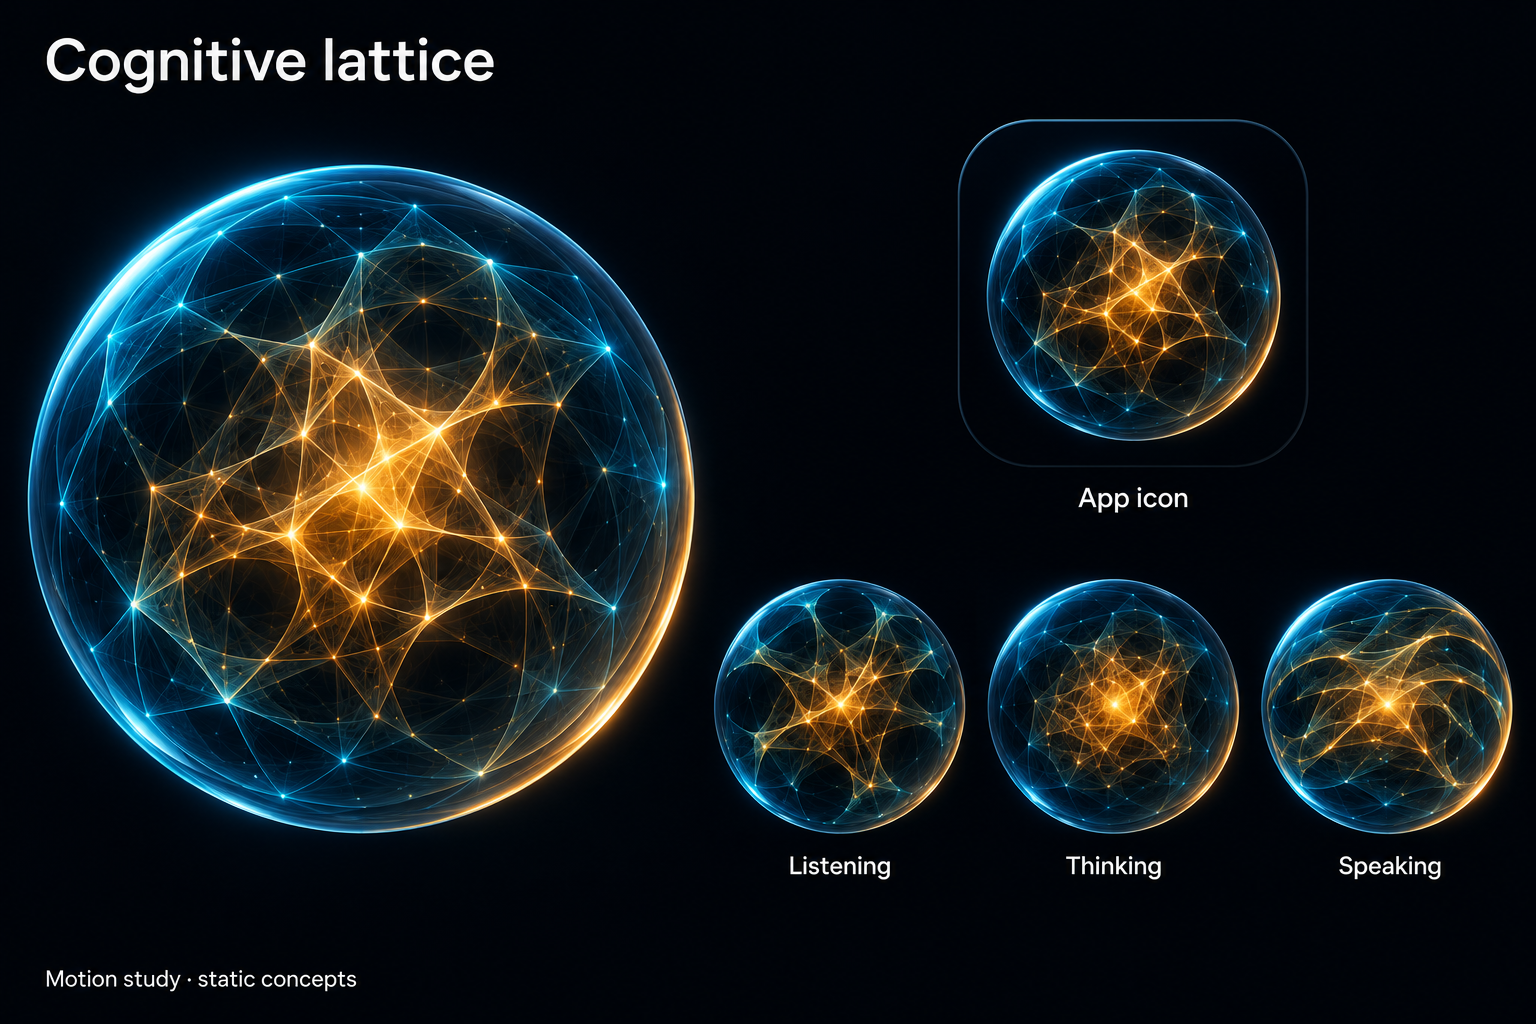 Cognitive lattice
App icon
Listening
Thinking
Speaking
Motion study · static concepts